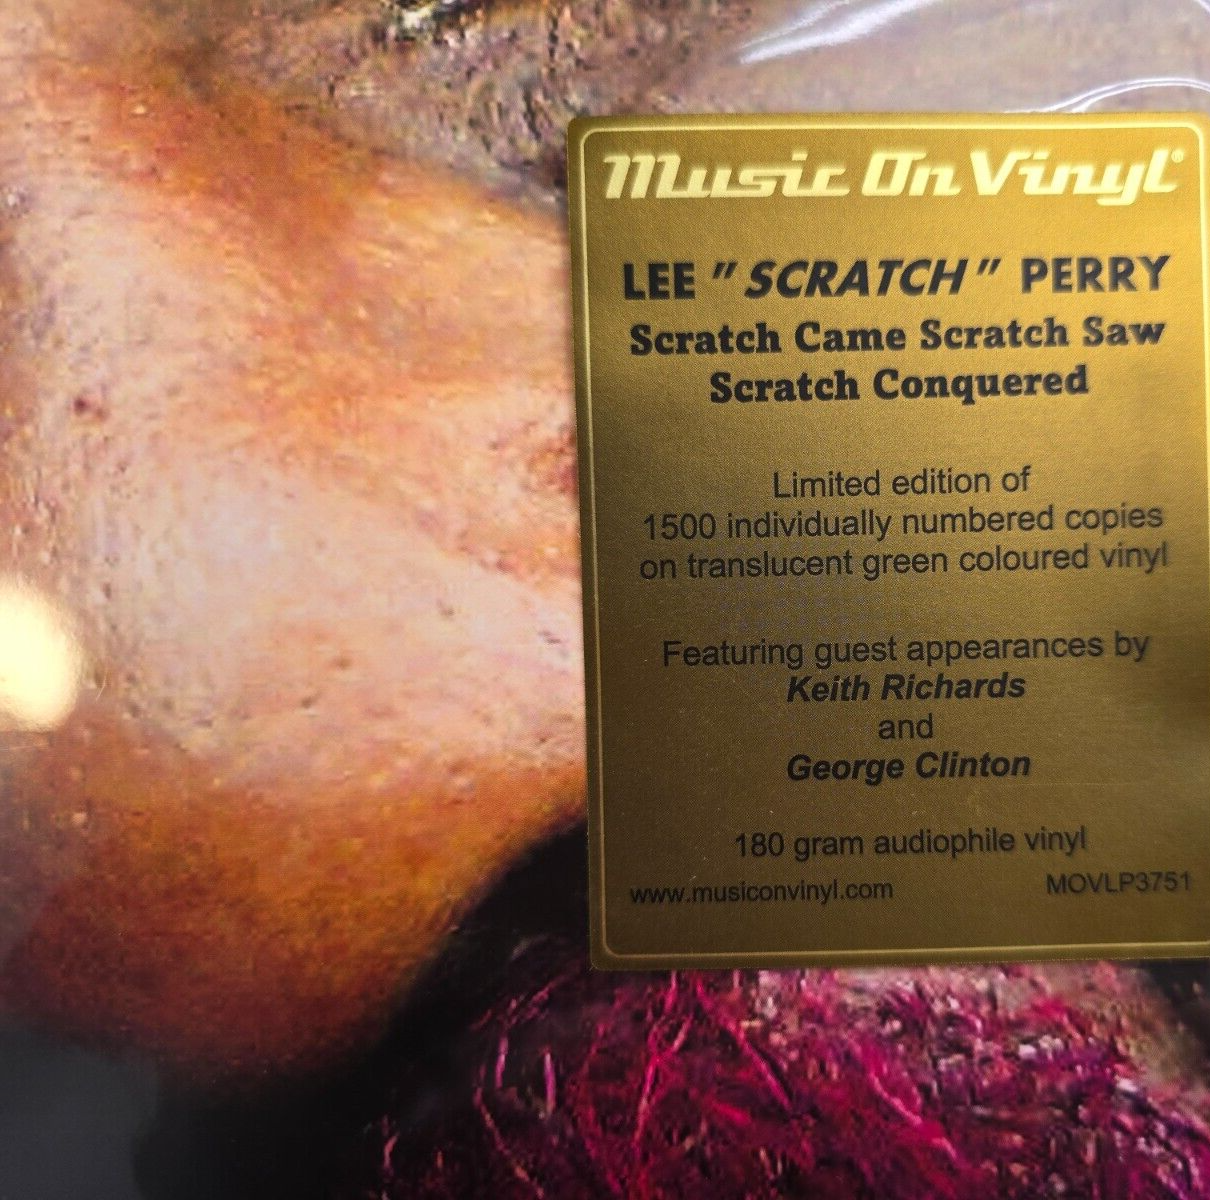 Music On Vinyl®
LEE "SCRATCH" PERRY
Scratch Came Scratch Saw
Scratch Conquered
Limited edition of
1500 individually numbered copies
on translucent green coloured vinyl
Featuring guest appearances by
Keith Richards
and
George Clinton
180 gram audiophile vinyl
www.musiconvinyl.com MOVLP3751